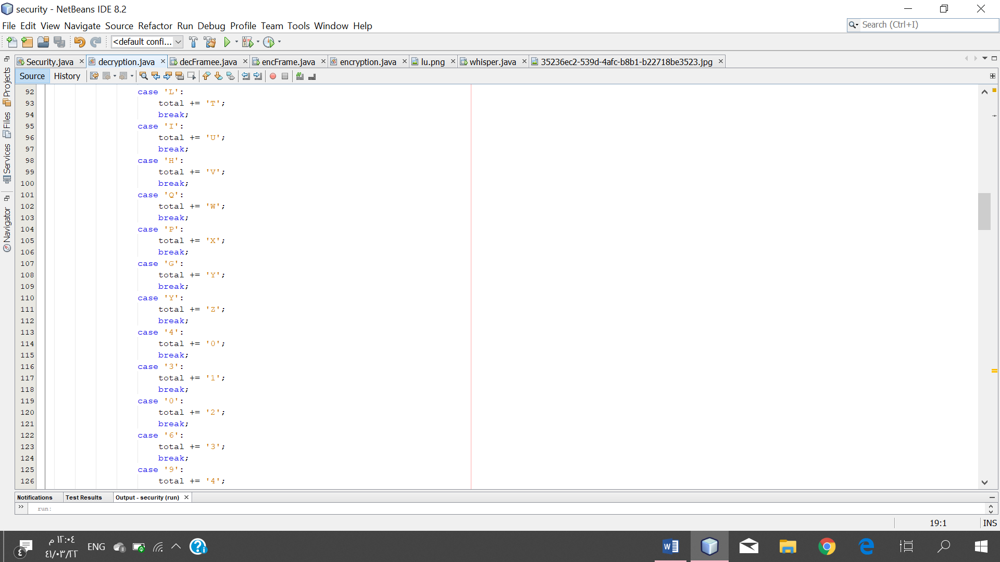 security - NetBeans IDE 8.2
File Edit View Navigate Source Refactor Run Debug Profile Team Tools Window Help
Search (Ctrl+I)
<default confi...
Security.java decryption.java decFramee.java encFrame.java encryption.java lu.png whisper.java 35236ec2-539d-4afc-b8b1-b22718be3523.jpg
Source History
Projects
Files
Services
Navigator
92 case 'L':
93 total += 'T';
94 break;
95 case 'I':
96 total += 'U';
97 break;
98 case 'H':
99 total += 'V';
100 break;
101 case 'Q':
102 total += 'W';
103 break;
104 case 'P':
105 total += 'X';
106 break;
107 case 'G':
108 total += 'Y';
109 break;
110 case 'Y':
111 total += 'Z';
112 break;
113 case '4':
114 total += '0';
115 break;
116 case '3':
117 total += '1';
118 break;
119 case '0':
120 total += '2';
121 break;
122 case '6':
123 total += '3';
124 break;
125 case '9':
126 total += '4';
Notifications Test Results Output - security (run)
run:
19:1 INS
١٢:٠٤ م
٤١/٠٣/٢٢
ENG
٤